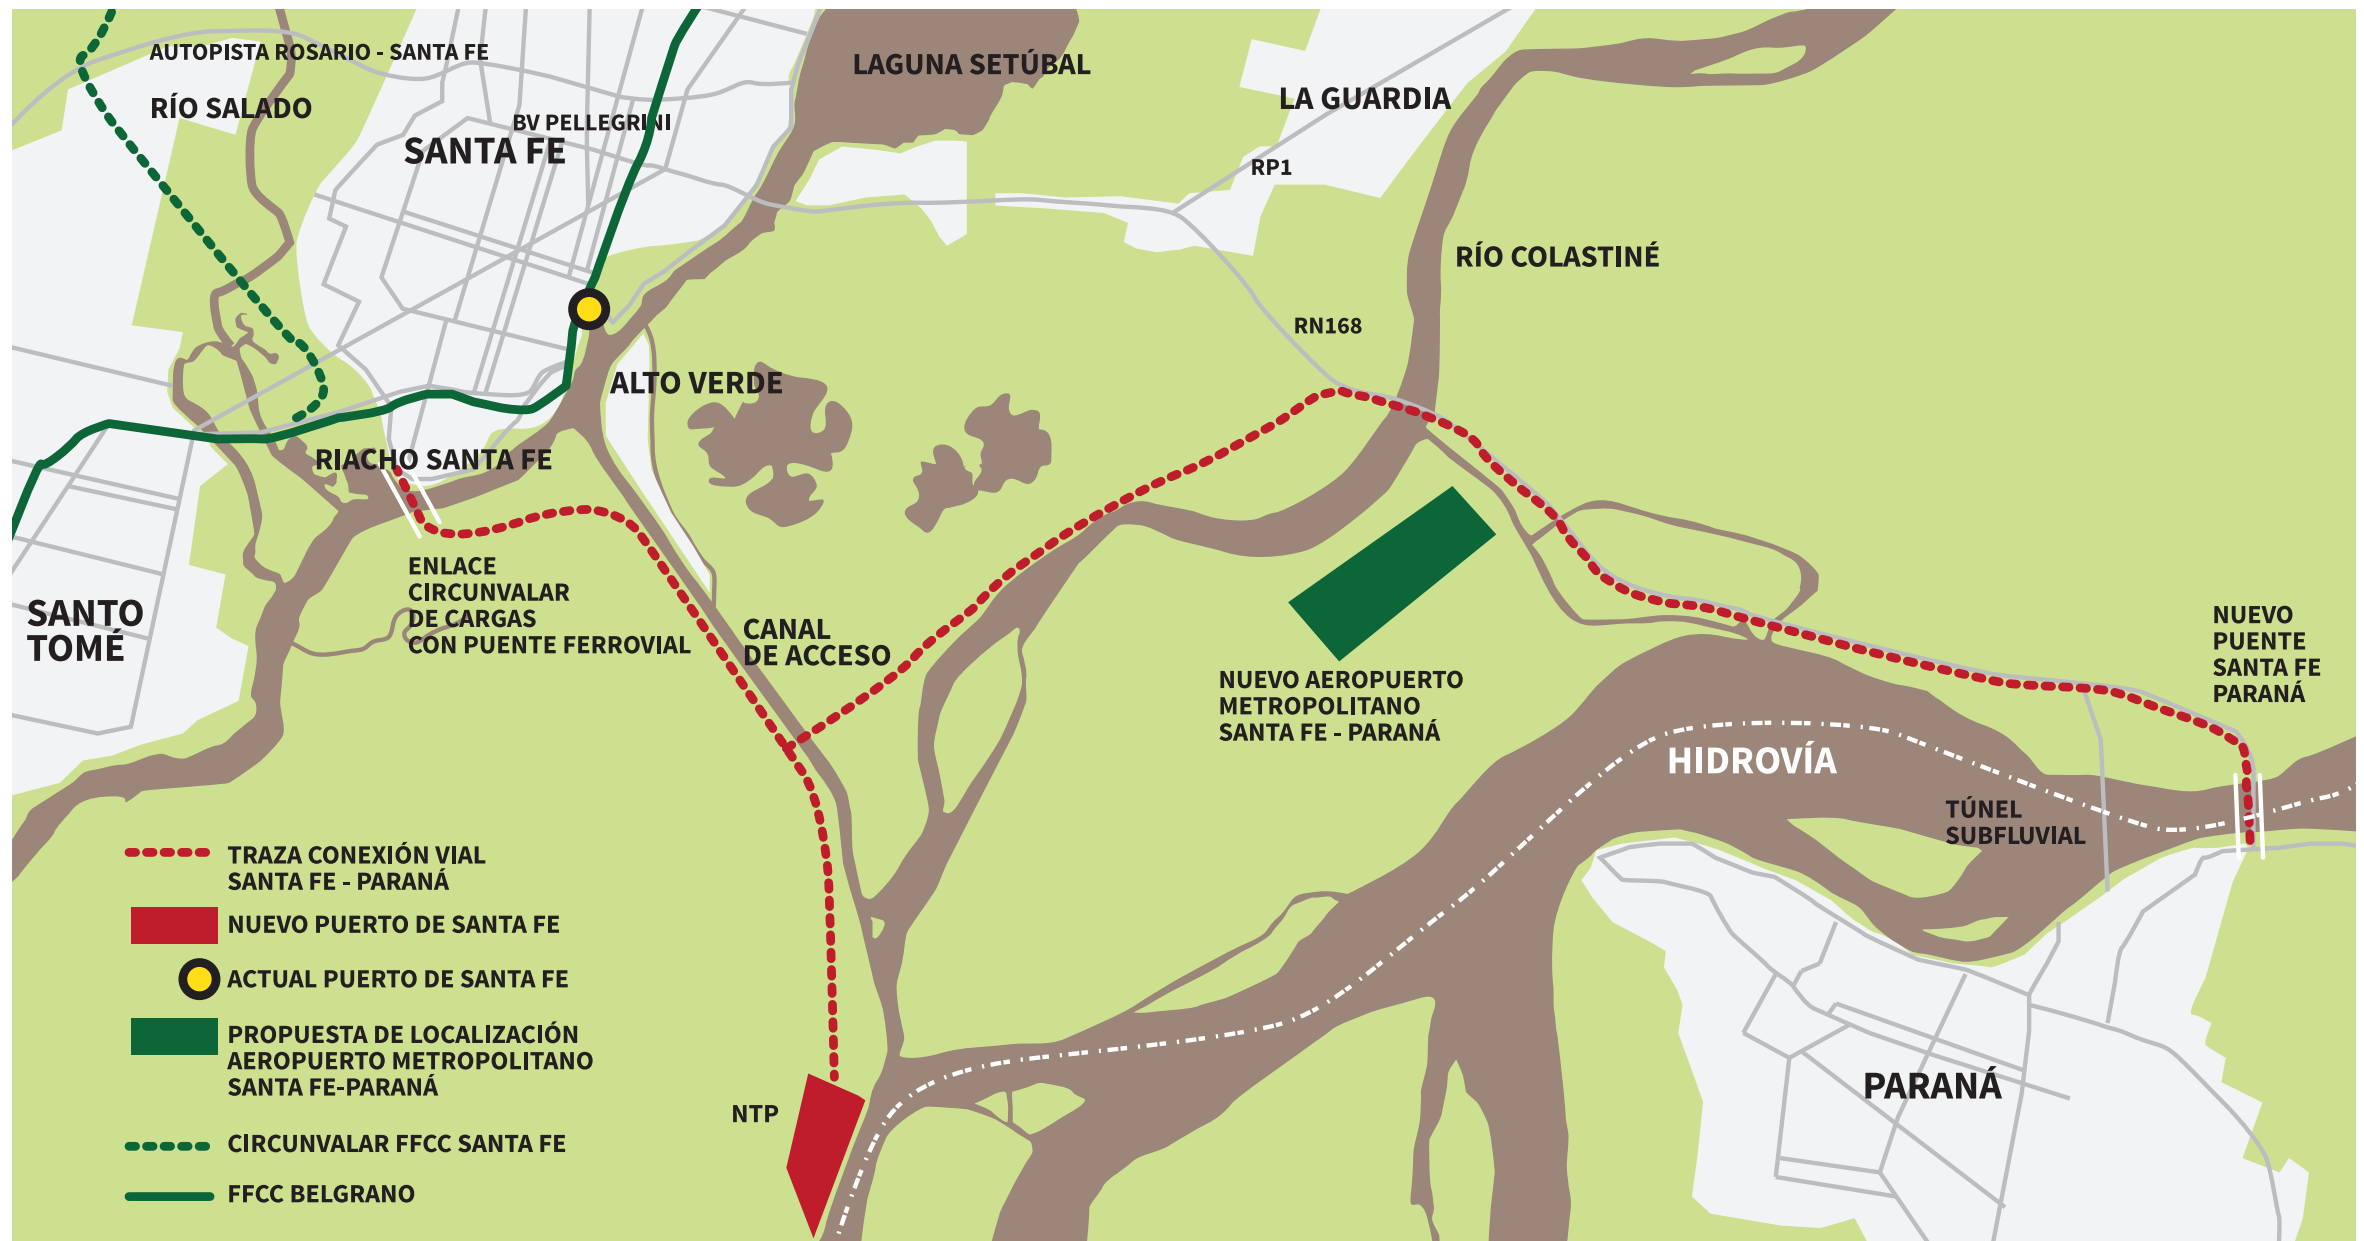 AUTOPISTA ROSARIO - SANTA FE
LAGUNA SETÚBAL
LA GUARDIA
RÍO SALADO
BV PELLEGRINI
SANTA FE
RP1
RÍO COLASTINÉ
RN168
ALTO VERDE
RIACHO SANTA FE
ENLACE
CIRCUNVALAR
DE CARGAS
CON PUENTE FERROVIAL
SANTO
TOMÉ
CANAL
DE ACCESO
NUEVO AEROPUERTO
METROPOLITANO
SANTA FE - PARANÁ
NUEVO
PUENTE
SANTA FE
PARANÁ
HIDROVÍA
TÚNEL
SUBFLUVIAL
TRAZA CONEXIÓN VIAL
SANTA FE - PARANÁ
NUEVO PUERTO DE SANTA FE
ACTUAL PUERTO DE SANTA FE
PROPUESTA DE LOCALIZACIÓN
AEROPUERTO METROPOLITANO
SANTA FE-PARANÁ
CIRCUNVALAR FFCC SANTA FE
FFCC BELGRANO
NTP
PARANÁ